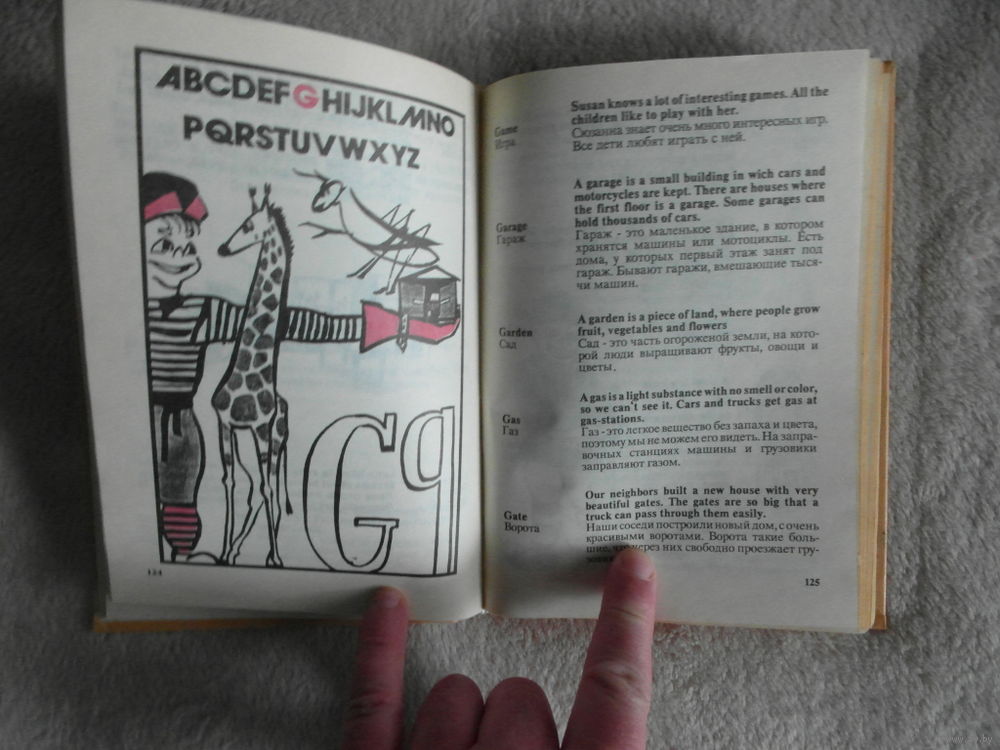 ABCDEFGHIJKLMNO
PQRSTUVWXYZ
Gg
124
Game
Игра
Susan knows a lot of interesting games. All the
children like to play with her.
Сюзанна знает очень много интересных игр.
Все дети любят играть с ней.
Garage
Гараж
A garage is a small building in wich cars and
motorcycles are kept. There are houses where
the first floor is a garage. Some garages can
hold thousands of cars.
Гараж - это маленькое здание, в котором
хранятся машины или мотоциклы. Есть
дома, у которых первый этаж занят под
гараж. Бывают гаражи, вмешающие тыся-
чи машин.
Garden
Сад
A garden is a piece of land, where people grow
fruit, vegetables and flowers
Сад - это часть огороженой земли, на кото-
рой люди выращивают фрукты, овощи и
цветы.
Gas
Газ
A gas is a light substance with no smell or color,
so we can't see it. Cars and trucks get gas at
gas-stations.
Газ - это легкое вещество без запаха и цвета,
поэтому мы не можем его видеть. На запра-
вочных станциях машины и грузовики
заправляют газом.
Gate
Ворота
Our neighbors built a new house with very
beautiful gates. The gates are so big that a
truck can pass through them easily.
Наши соседи построили новый дом, с очень
красивыми воротами. Ворота такие боль-
шие, что через них свободно проезжает гру-
125